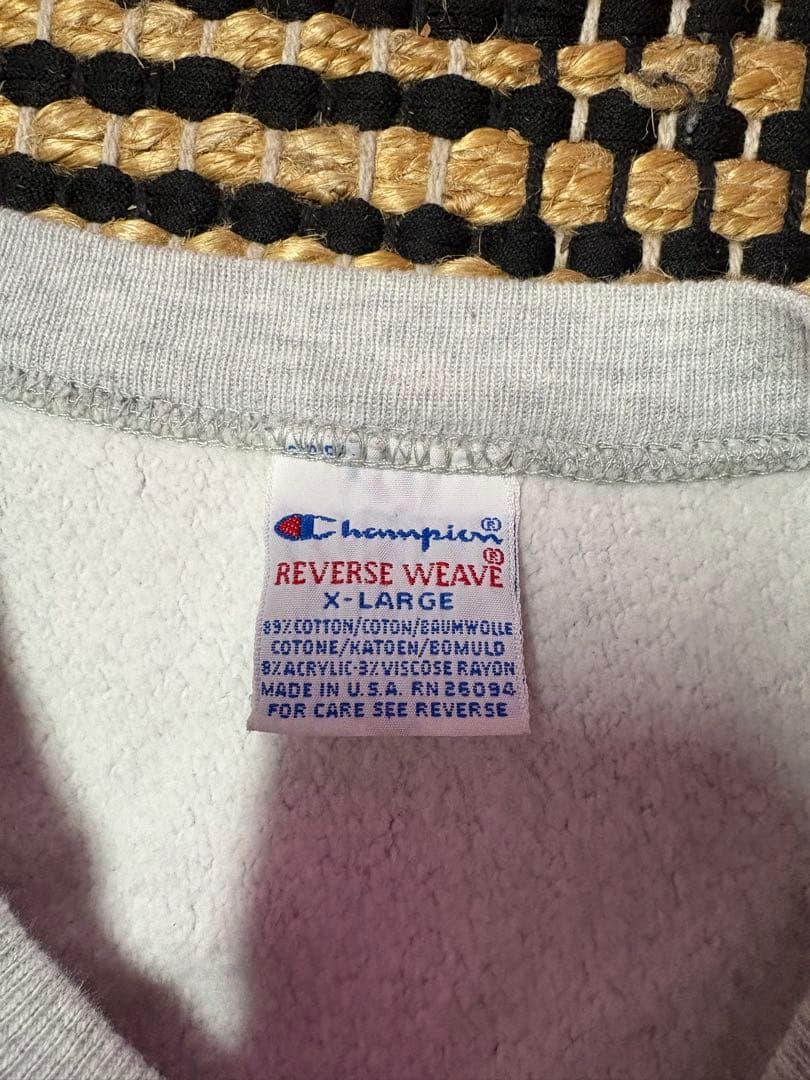 Champion®
REVERSE WEAVE®
X-LARGE
89%COTTON/COTON/BAUMWOLLE
COTONE/KATOEN/BOMULD
8%ACRYLIC-3%VISCOSE RAYON
MADE IN U.S.A. RN 26094
FOR CARE SEE REVERSE